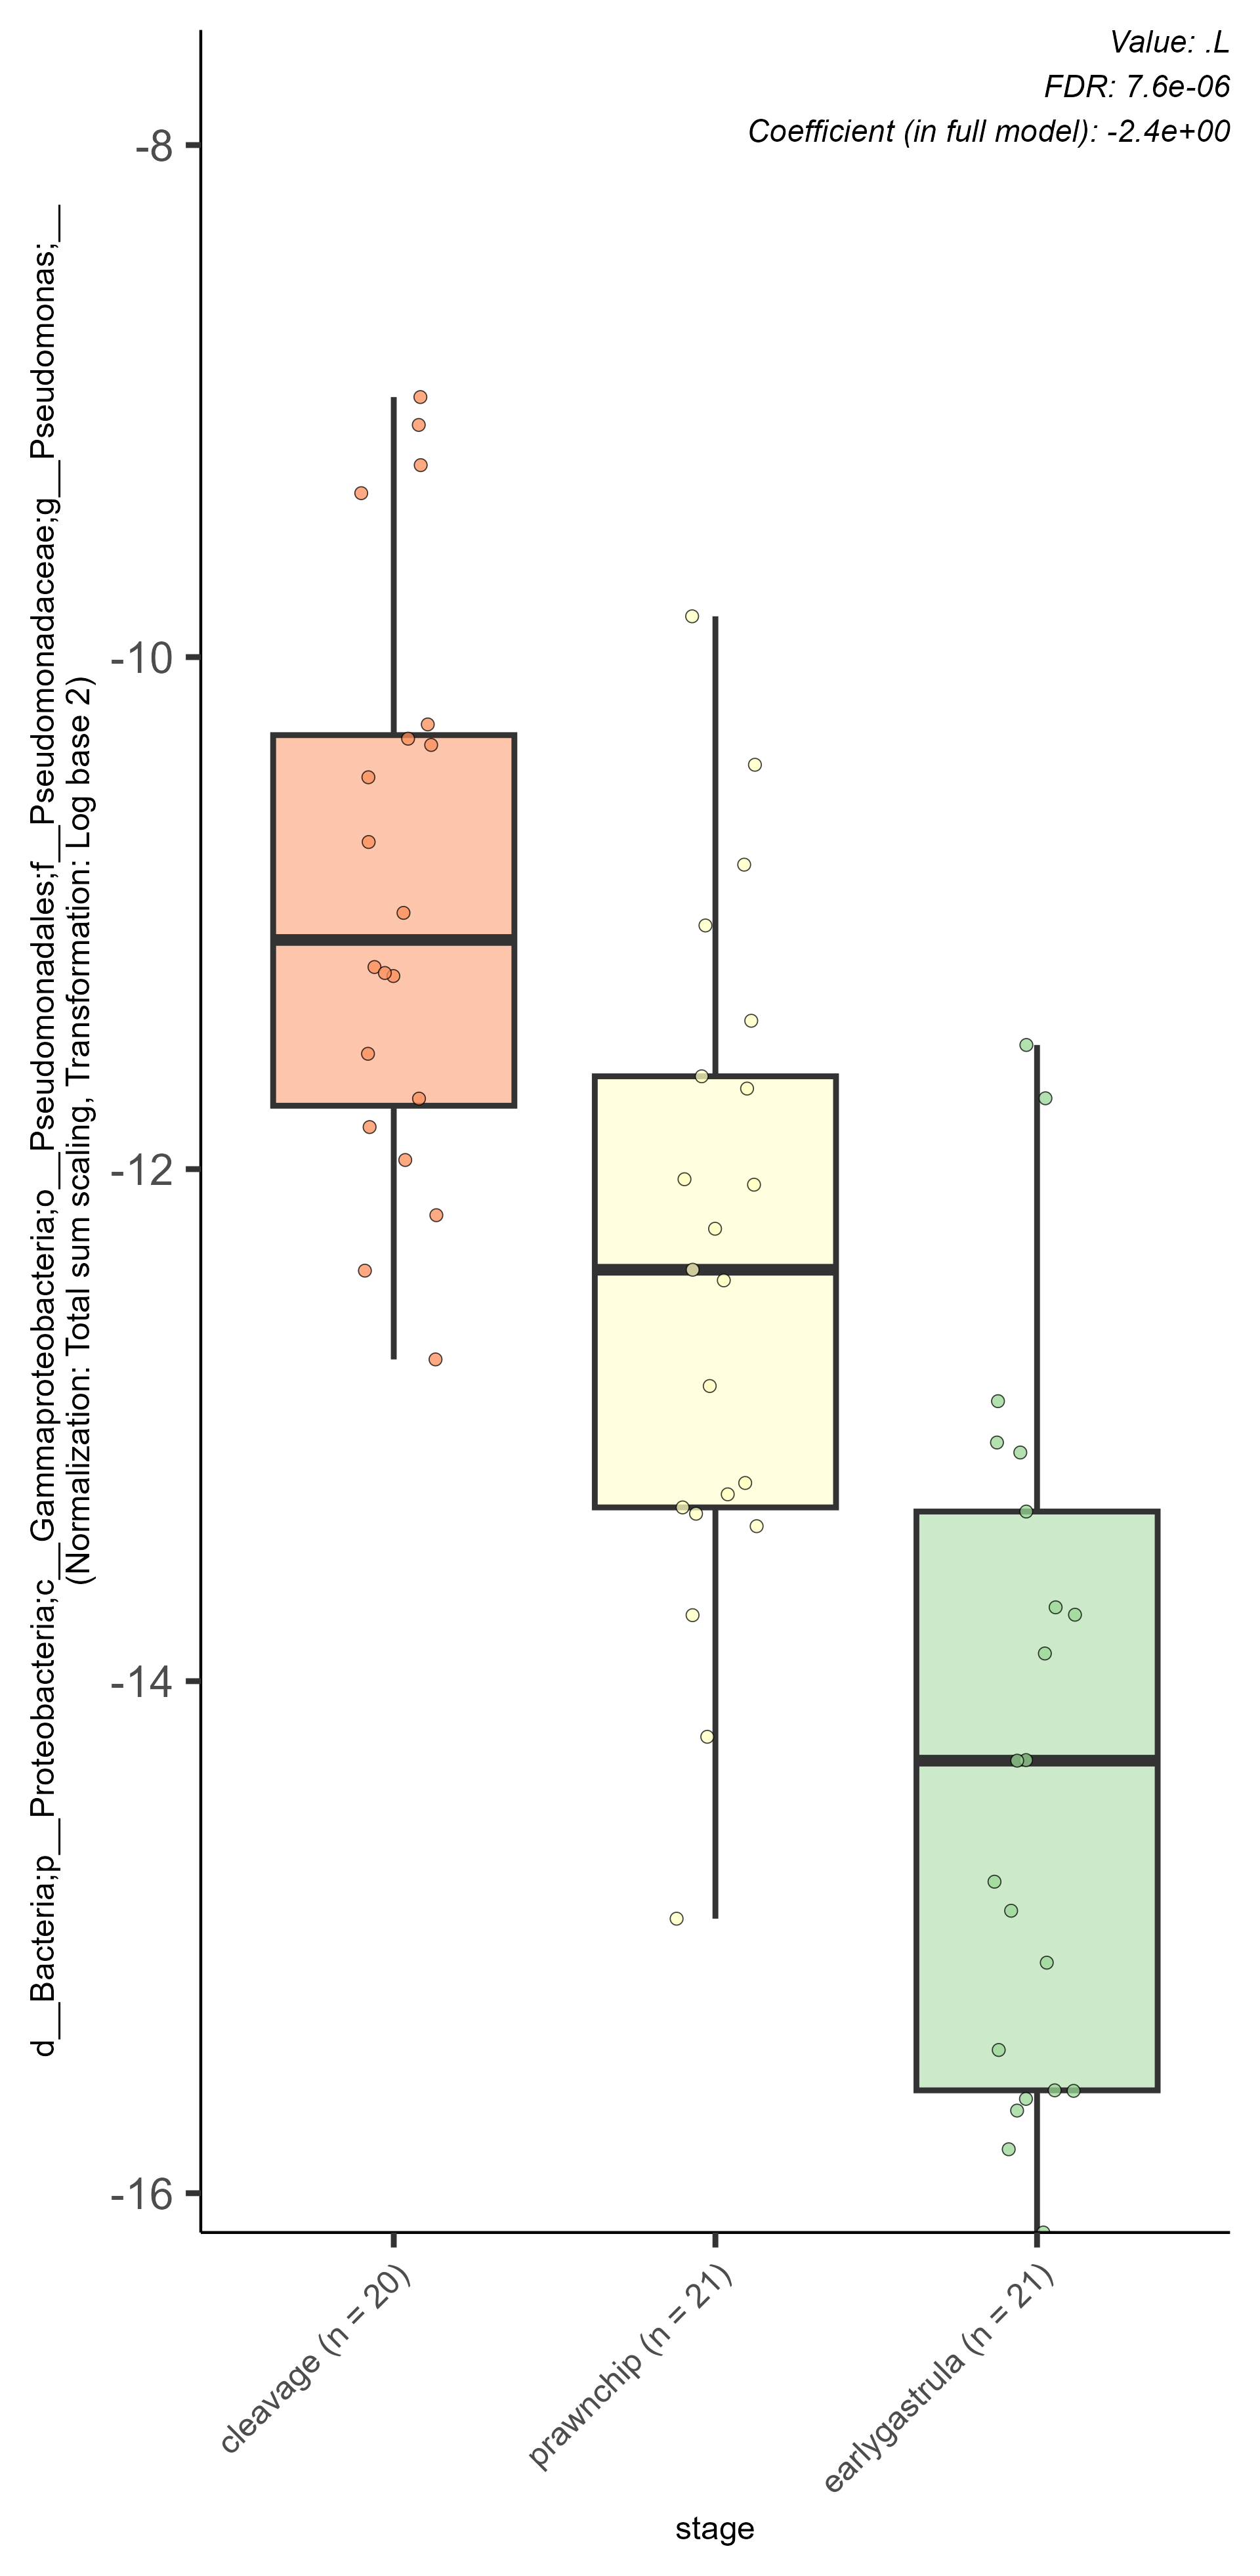 Value: .L
FDR: 7.6e-06
Coefficient (in full model): -2.4e+00
d__Bacteria;p__Proteobacteria;c__Gammaproteobacteria;o__Pseudomonadales;f__Pseudomonadaceae;g__Pseudomonas;__
(Normalization: Total sum scaling, Transformation: Log base 2)
-8
-10
-12
-14
-16
cleavage (n = 20)
prawnchip (n = 21)
earlygastrula (n = 21)
stage